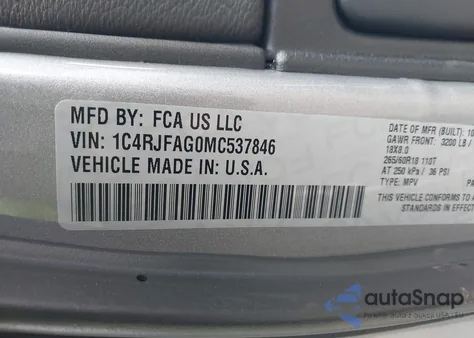 MFD BY: FCA US LLC
VIN: 1C4RJFAG0MC537846
VEHICLE MADE IN: U.S.A.
DATE OF MFR (BUILT): 10
FRONT: 3200 LB /
18X8.0
265/60R18 110T
AT 250 kPa / 36 PSI
TYPE: MPV
THIS VEHICLE CONFORMS TO A
STANDARDS IN EFFECT
autoSnap